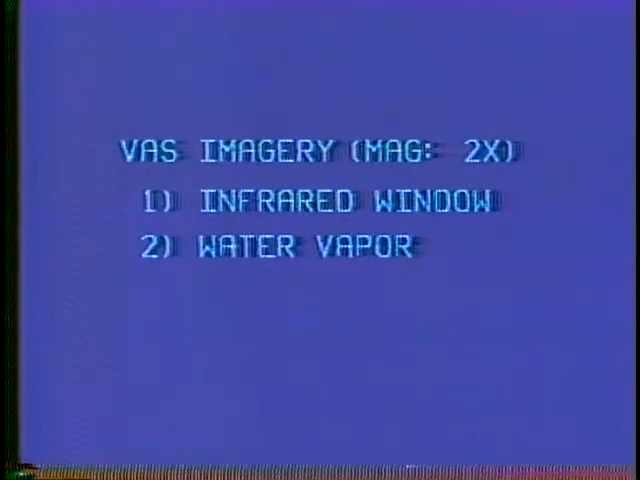 VAS IMAGERY (MAG: 2X)
1) INFRARED WINDOW
2) WATER VAPOR